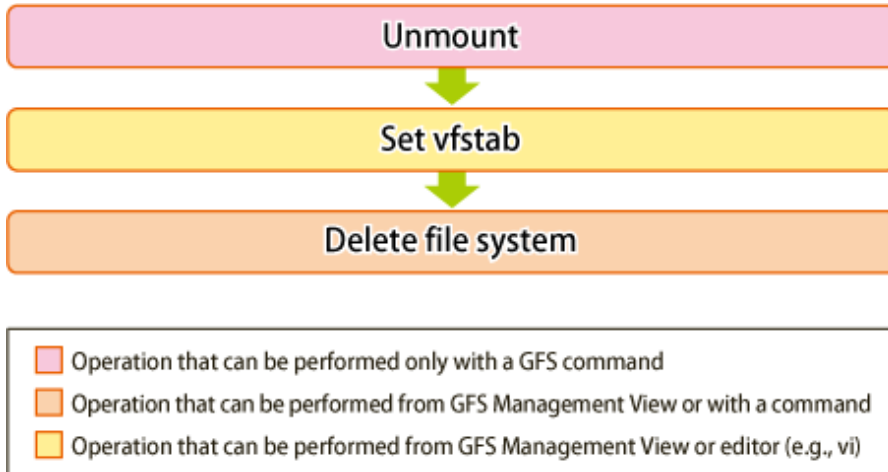 Unmount
Set vfstab
Delete file system
Operation that can be performed only with a GFS command
Operation that can be performed from GFS Management View or with a command
Operation that can be performed from GFS Management View or editor (e.g., vi)